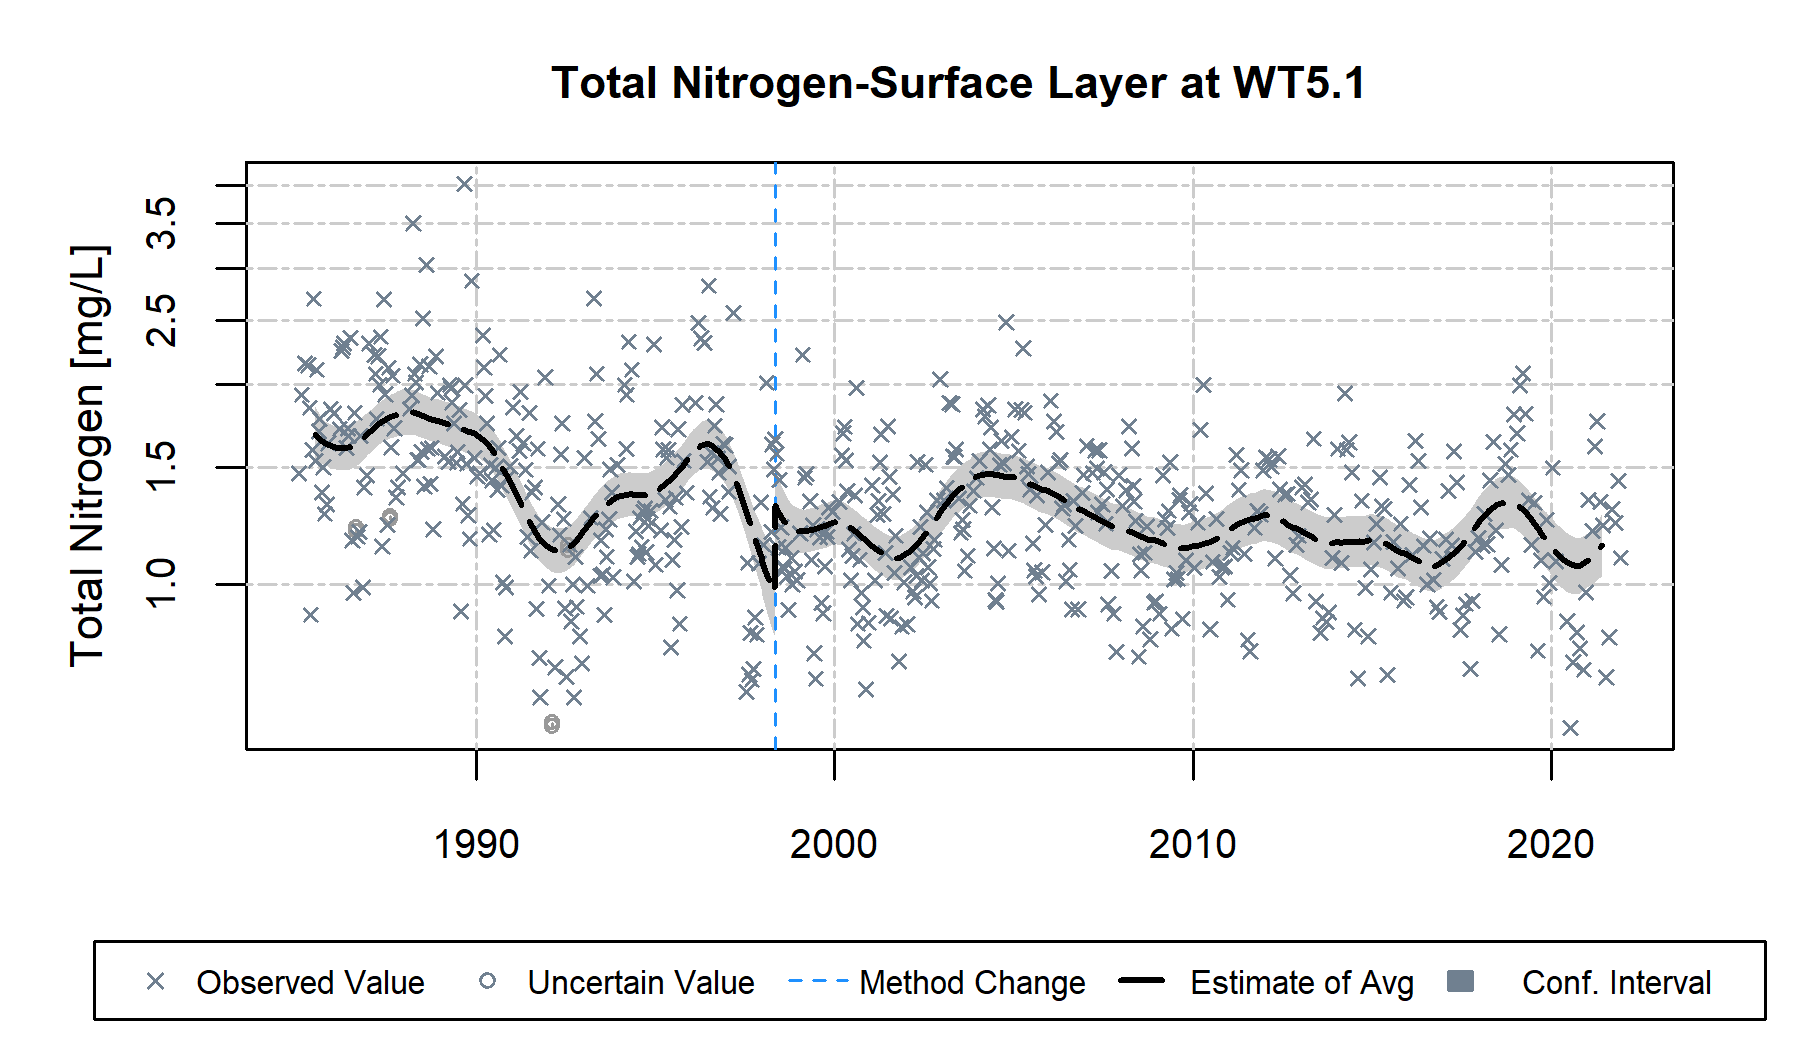 Total Nitrogen-Surface Layer at WT5.1
Total Nitrogen [mg/L]
3.5
2.5
1.5
1.0
1990 2000 2010 2020
Observed Value Uncertain Value Method Change Estimate of Avg Conf. Interval